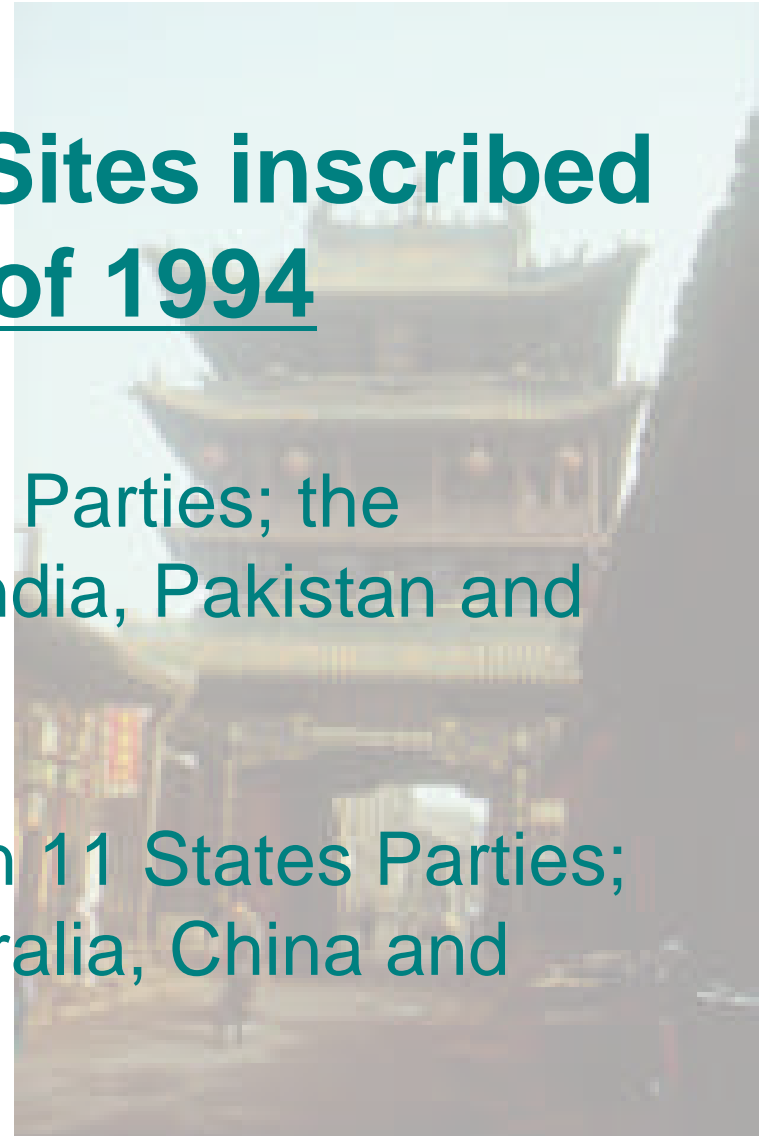 Sites inscribed
of 1994
Parties; the
ndia, Pakistan and
n 11 States Parties;
ralia, China and